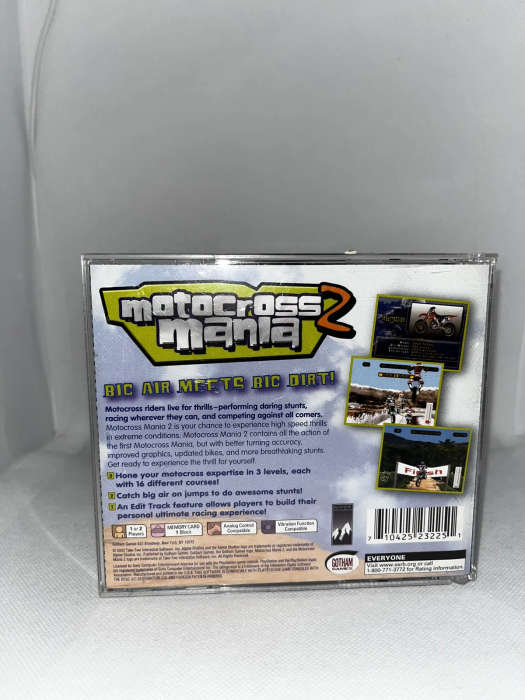 motocross 2
mania
BIG AIR MEETS BIG DIRT!
Motocross riders live for thrills—performing daring stunts,
racing wherever they can, and competing against all comers.
Motocross Mania 2 is your chance to experience high speed thrills
in extreme conditions. Motocross Mania 2 contains all the action of
the first Motocross Mania, but with better turning accuracy,
improved graphics, updated bikes, and more breathtaking stunts.
Get ready to experience the thrill for yourself.
Hone your motocross expertise in 3 levels, each
with 16 different courses!
Catch big air on jumps to do awesome stunts!
An Edit Track feature allows players to build their
personal ultimate racing experience!
Finish
1 or 2
Players
MEMORY CARD
1 Block
Analog Control
Compatible
Vibration Function
Compatible
GOTHAM
GAMES
7 10425 23225 1
EVERYONE
Visit www.esrb.org or call
1-800-771-3772 for Rating Information